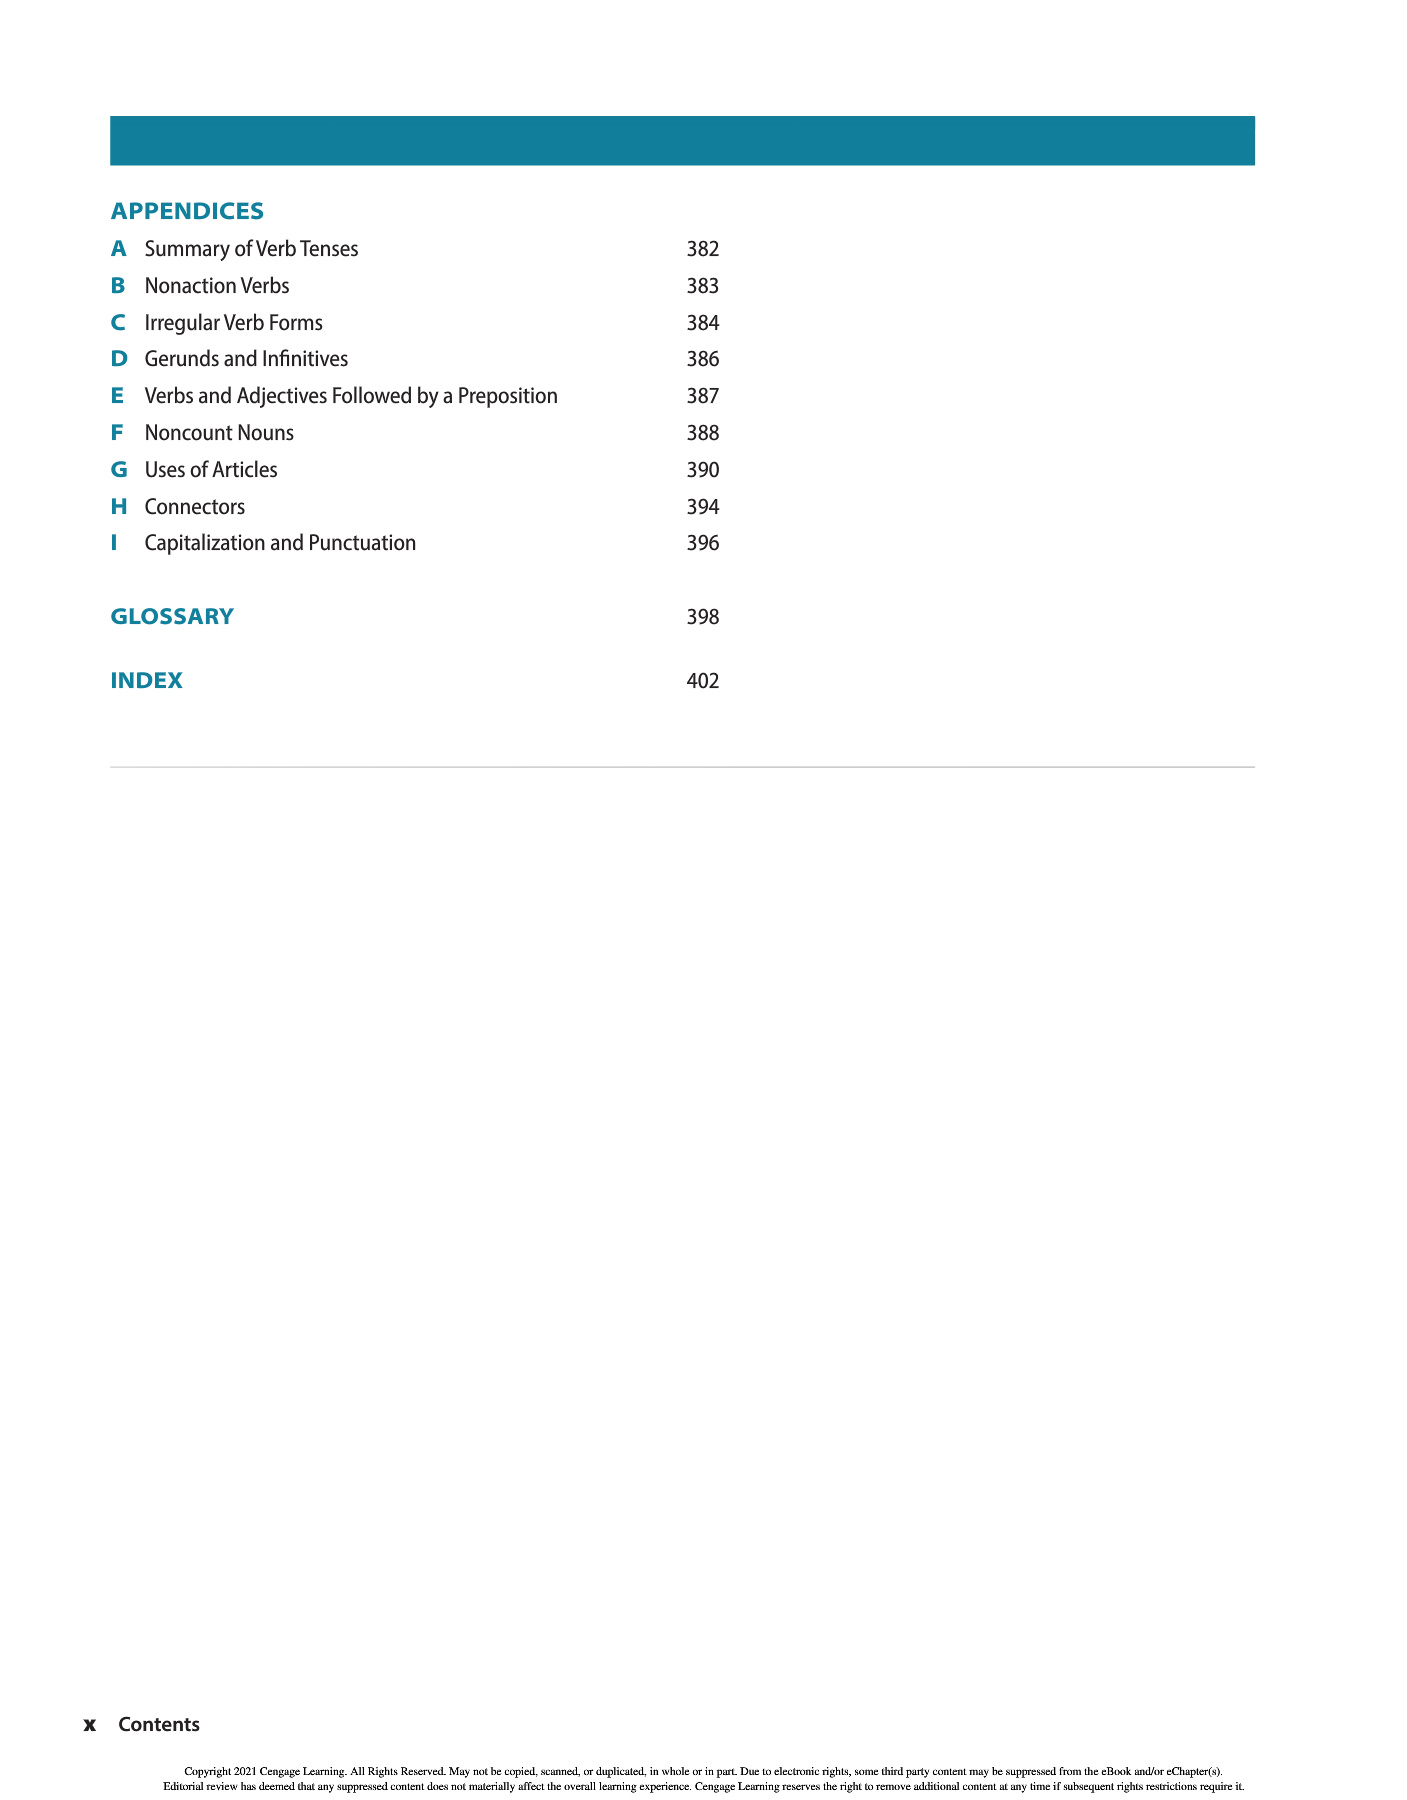 APPENDICES
A Summary of Verb Tenses 382
B Nonaction Verbs 383
C Irregular Verb Forms 384
D Gerunds and Infinitives 386
E Verbs and Adjectives Followed by a Preposition 387
F Noncount Nouns 388
G Uses of Articles 390
H Connectors 394
I Capitalization and Punctuation 396
GLOSSARY 398
INDEX 402
x Contents
Copyright 2021 Cengage Learning. All Rights Reserved. May not be copied, scanned, or duplicated, in whole or in part. Due to electronic rights, some third party content may be suppressed from the eBook and/or eChapter(s).
Editorial review has deemed that any suppressed content does not materially affect the overall learning experience. Cengage Learning reserves the right to remove additional content at any time if subsequent rights restrictions require it.